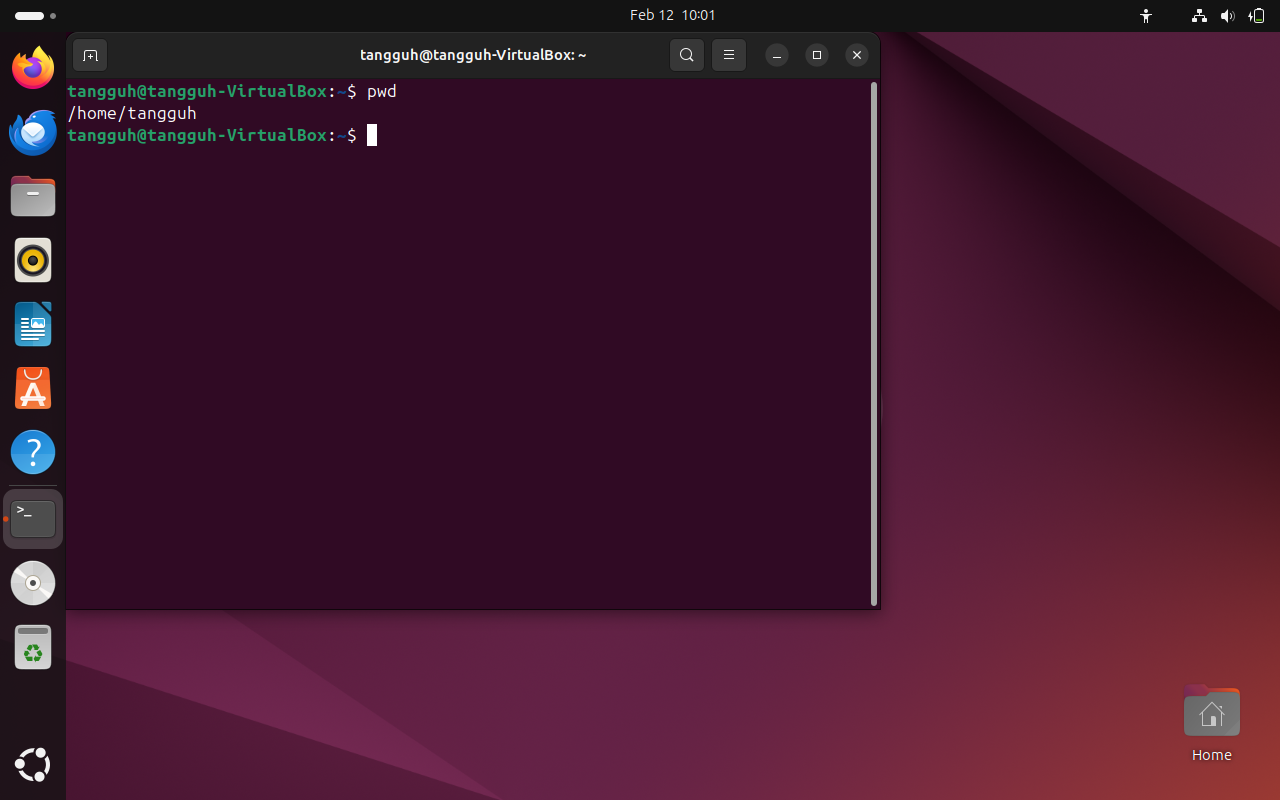 Feb 12 10:01
tangguh@tangguh-VirtualBox: ~
tangguh@tangguh-VirtualBox:~$ pwd
/home/tangguh
tangguh@tangguh-VirtualBox:~$
>_
A
?
Home